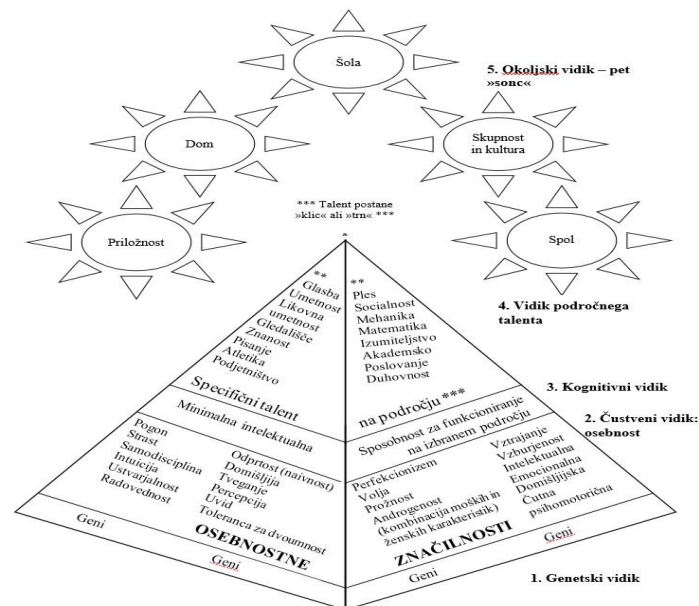 Šola
5. Okoljski vidik – pet
»sonc«
Dom
Skupnost
in kultura
*** Talent postane
»klic« ali »trn« ***
*
Priložnost
Spol
4. Vidik področnega
talenta
**
Glasba
Umetnost
Likovna
umetnost
Gledališče
Znanost
Pisanje
Atletika
Podjetništvo
Specifični talent
**
Ples
Socialnost
Mehanika
Matematika
Izumiteljstvo
Akademsko
Poslovanje
Duhovnost
na področju ***
3. Kognitivni vidik
Minimalna intelektualna
Sposobnost za funkcioniranje
na izbranem področju
2. Čustveni vidik:
osebnost
Pogon
Strast
Samodisciplina
Intuicija
Ustvarjalnost
Radovednost
Odprtost (naivnost)
Domišljija
Tveganje
Percepcija
Uvid
Toleranca za dvoumnost
OSEBNOSTNE
Perfekcionizem
Volja
Prožnost
Androgenost
(kombinacija moških in
ženskih karakteristik)
Vztrajanje
Vzburjenost
Intelektualna
Emocionalna
Domišljijska
Čutna
psihomotorična
ZNAČILNOSTI
Geni
Geni
Geni
Geni
1. Genetski vidik